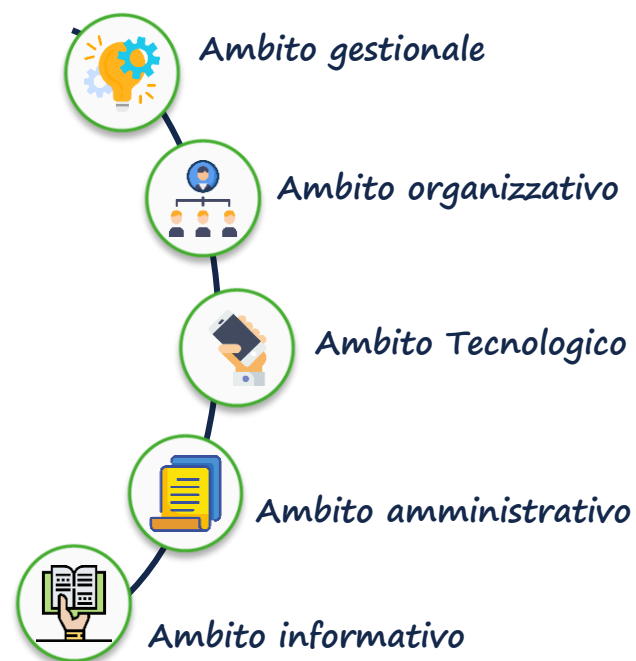 Ambito gestionale
Ambito organizzativo
Ambito Tecnologico
Ambito amministrativo
Ambito informativo